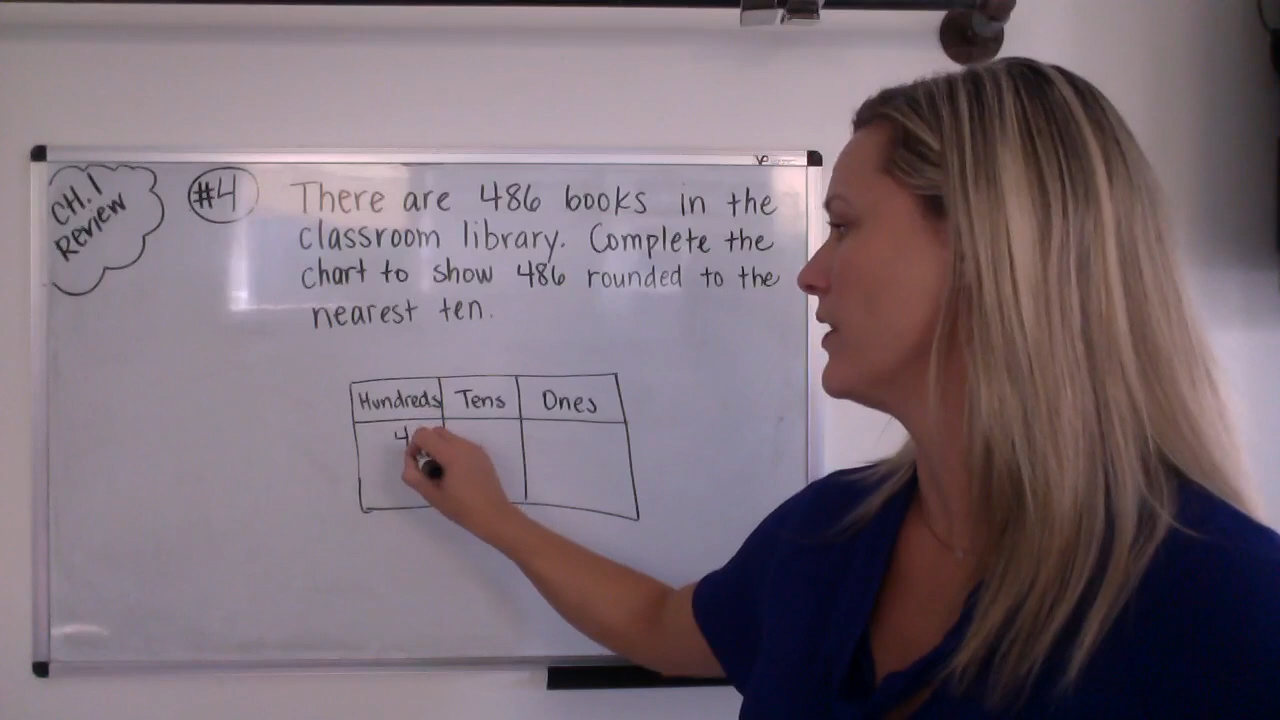 CH. 1
Review
#4
There are 486 books in the
classroom library. Complete the
chart to show 486 rounded to the
nearest ten.
Hundreds Tens Ones
4